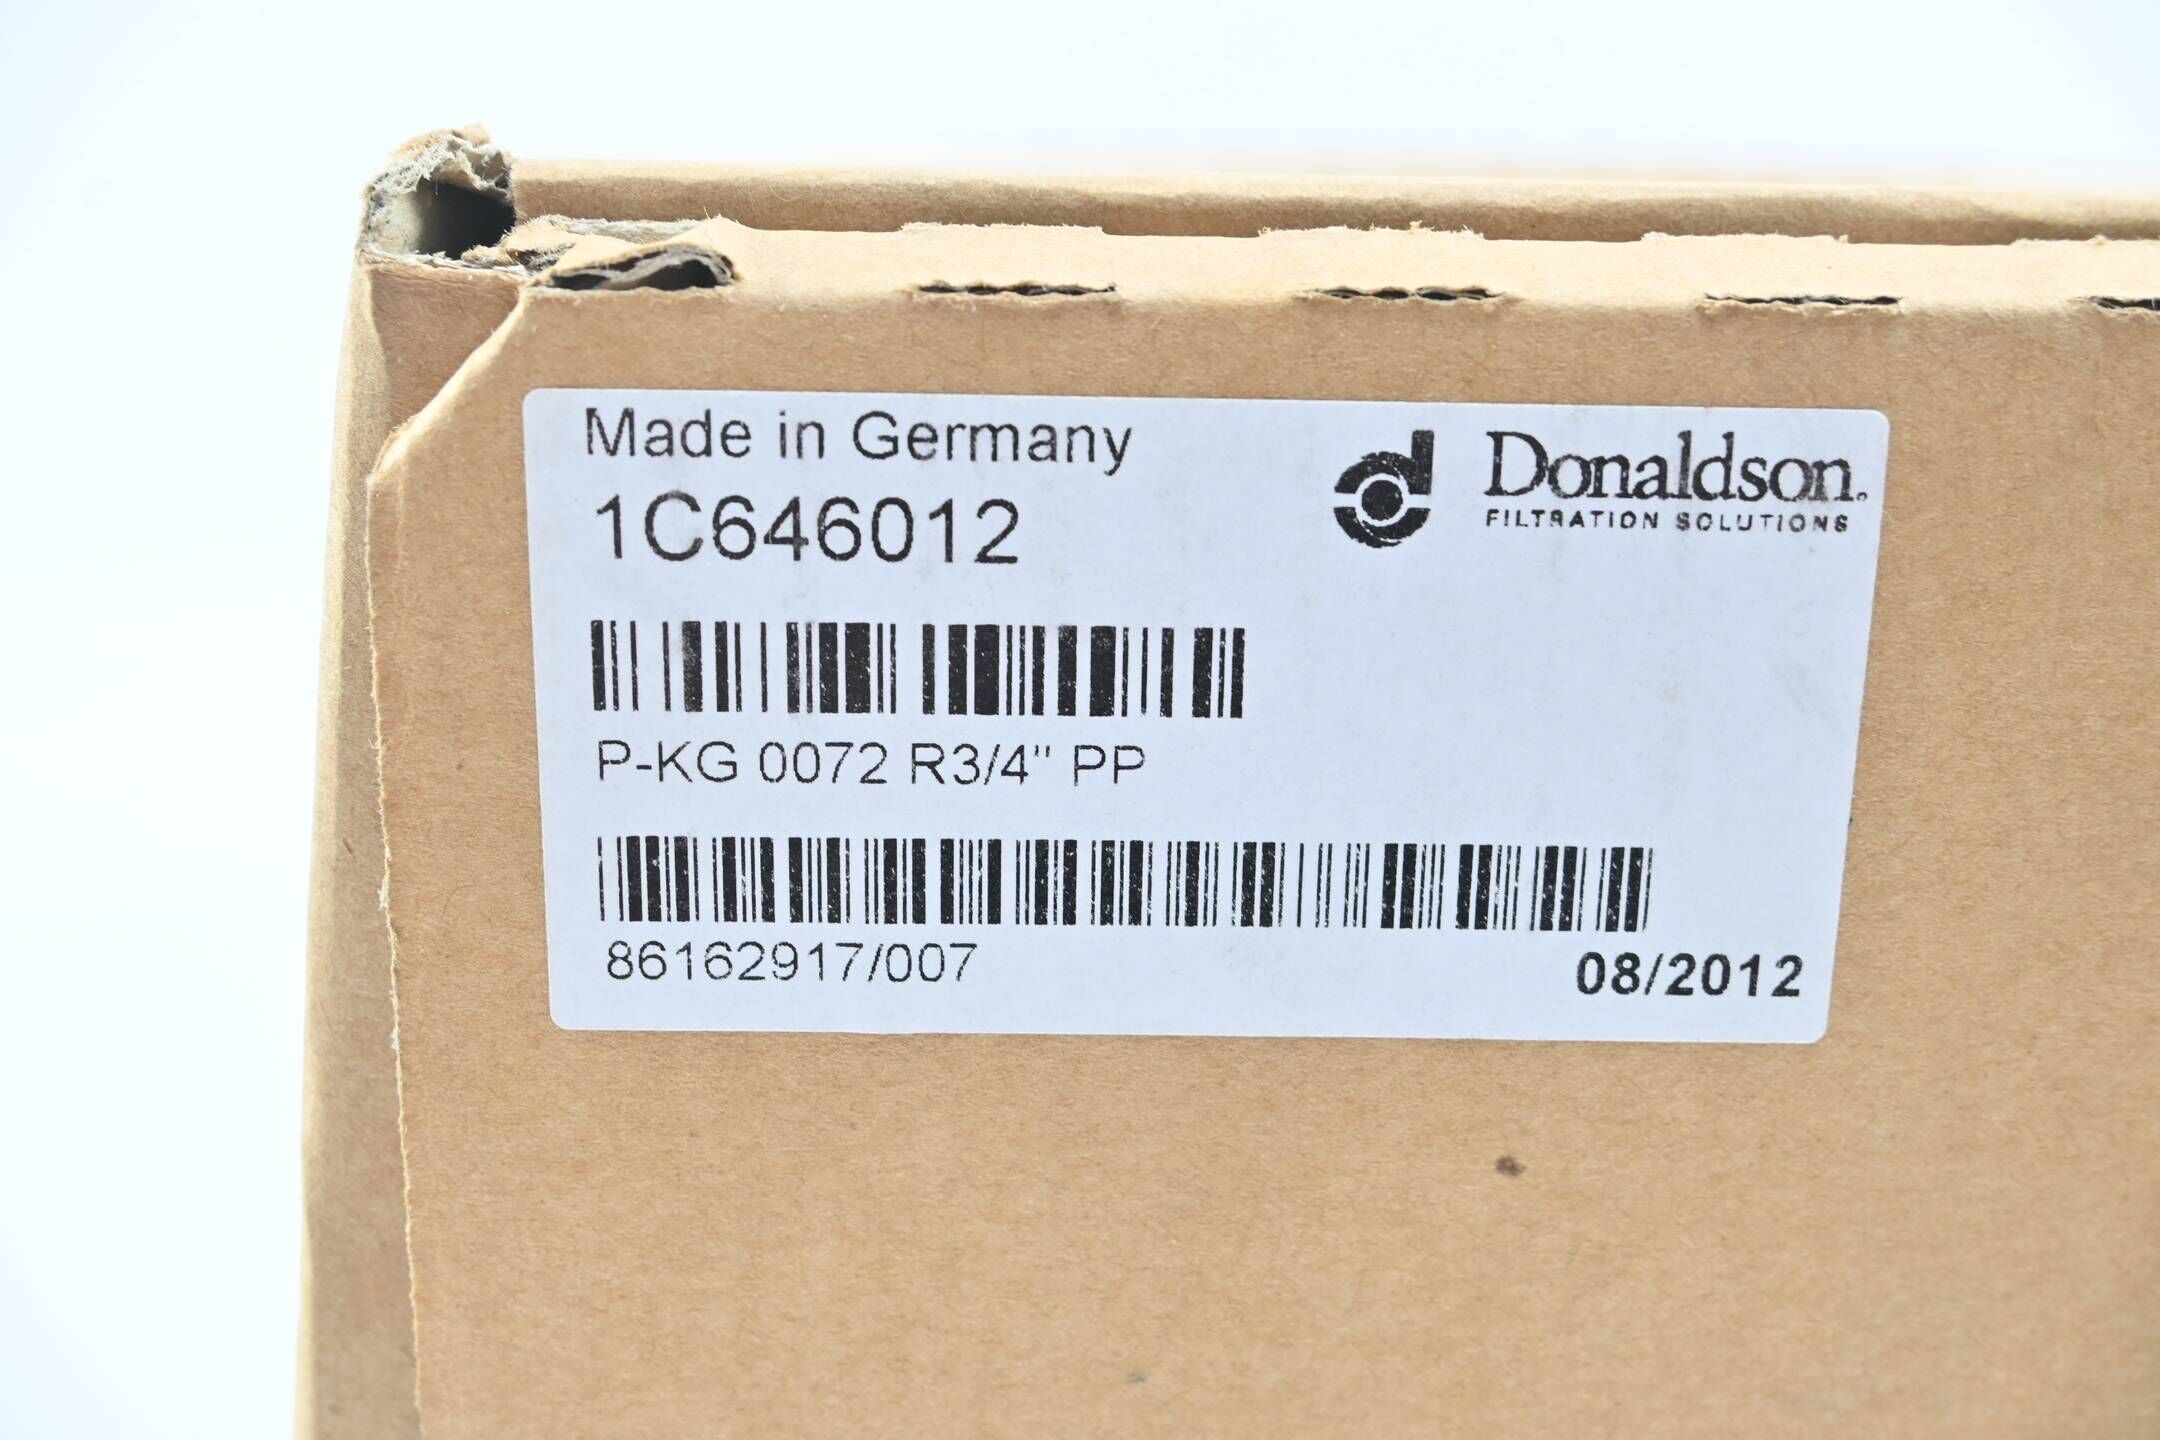 Made in Germany
1C646012
Donaldson.
FILTRATION SOLUTIONS
P-KG 0072 R3/4" PP
86162917/007
08/2012